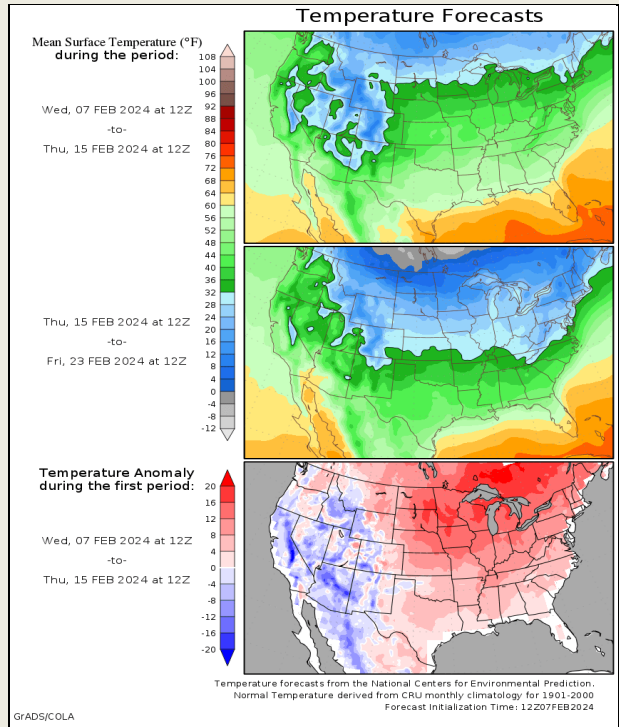 Temperature Forecasts
Mean Surface Temperature (°F)
during the period:
108
104
100
96
92
88
84
80
76
72
68
64
60
56
52
48
44
40
36
32
28
24
20
16
12
8
4
0
-4
-8
-12
Wed, 07 FEB 2024 at 12Z
-to-
Thu, 15 FEB 2024 at 12Z
Thu, 15 FEB 2024 at 12Z
-to-
Fri, 23 FEB 2024 at 12Z
Temperature Anomaly
during the first period:
20
16
12
8
4
0
-4
-8
-12
-16
-20
Wed, 07 FEB 2024 at 12Z
-to-
Thu, 15 FEB 2024 at 12Z
Temperature forecasts from the National Centers for Environmental Prediction.
Normal Temperature derived from CRU monthly climatology for 1901-2000
Forecast Initialization Time: 12Z07FEB2024
GrADS/COLA